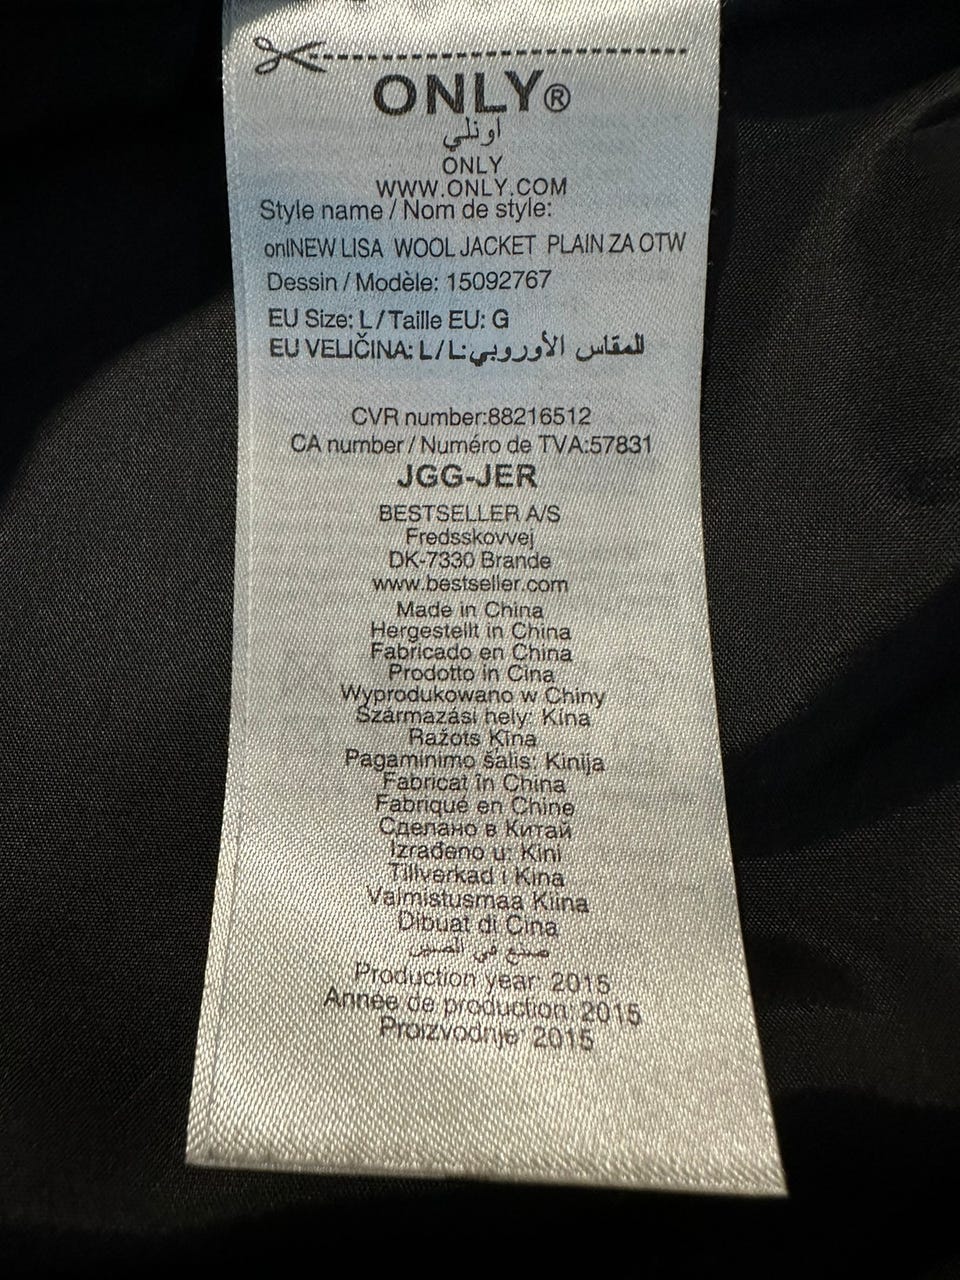 ONLY®
اونلي
ONLY
WWW.ONLY.COM
Style name / Nom de style:
onlNEW LISA WOOL JACKET PLAIN ZA OTW
Dessin / Modèle: 15092767
EU Size: L / Taille EU: G
EU VELIČINA: L / L: المقاس الأوروبي
CVR number:88216512
CA number / Numéro de TVA:57831
JGG-JER
BESTSELLER A/S
Fredsskovvej
DK-7330 Brande
www.bestseller.com
Made in China
Hergestellt in China
Fabricado en China
Prodotto in Cina
Wyprodukowano w Chiny
Származási hely: Kína
Ražots Ķīna
Pagaminimo šalis: Kinija
Fabricat în China
Fabriqué en Chine
Сделано в Китай
Izrađeno u: Kini
Tillverkad i Kina
Valmistusmaa Kiina
Dibuat di Cina
صنع في الصين
Production year: 2015
Année de production: 2015
Proizvodnje: 2015